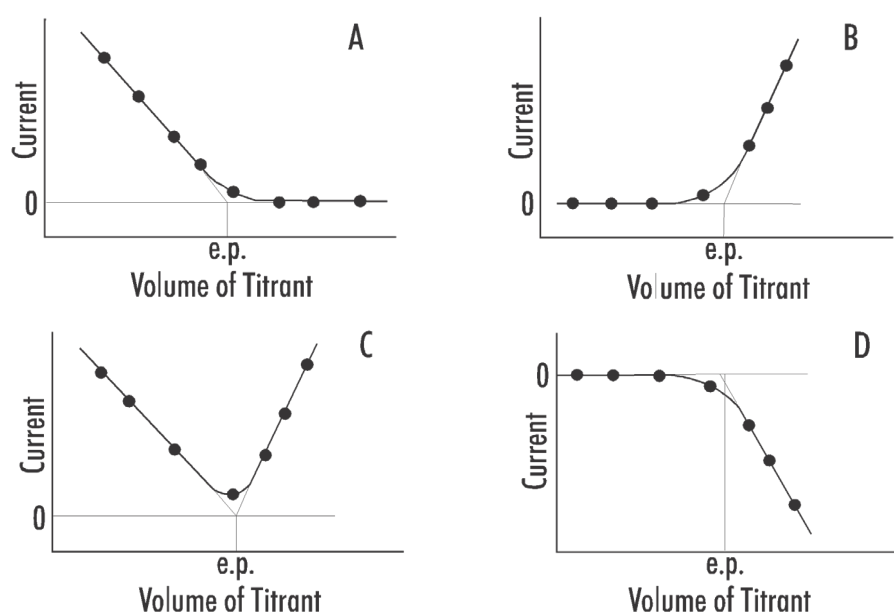 A
Current
0
e.p.
Volume of Titrant
B
Current
0
e.p.
Volume of Titrant
C
Current
0
e.p.
Volume of Titrant
D
0
Current
e.p.
Volume of Titrant